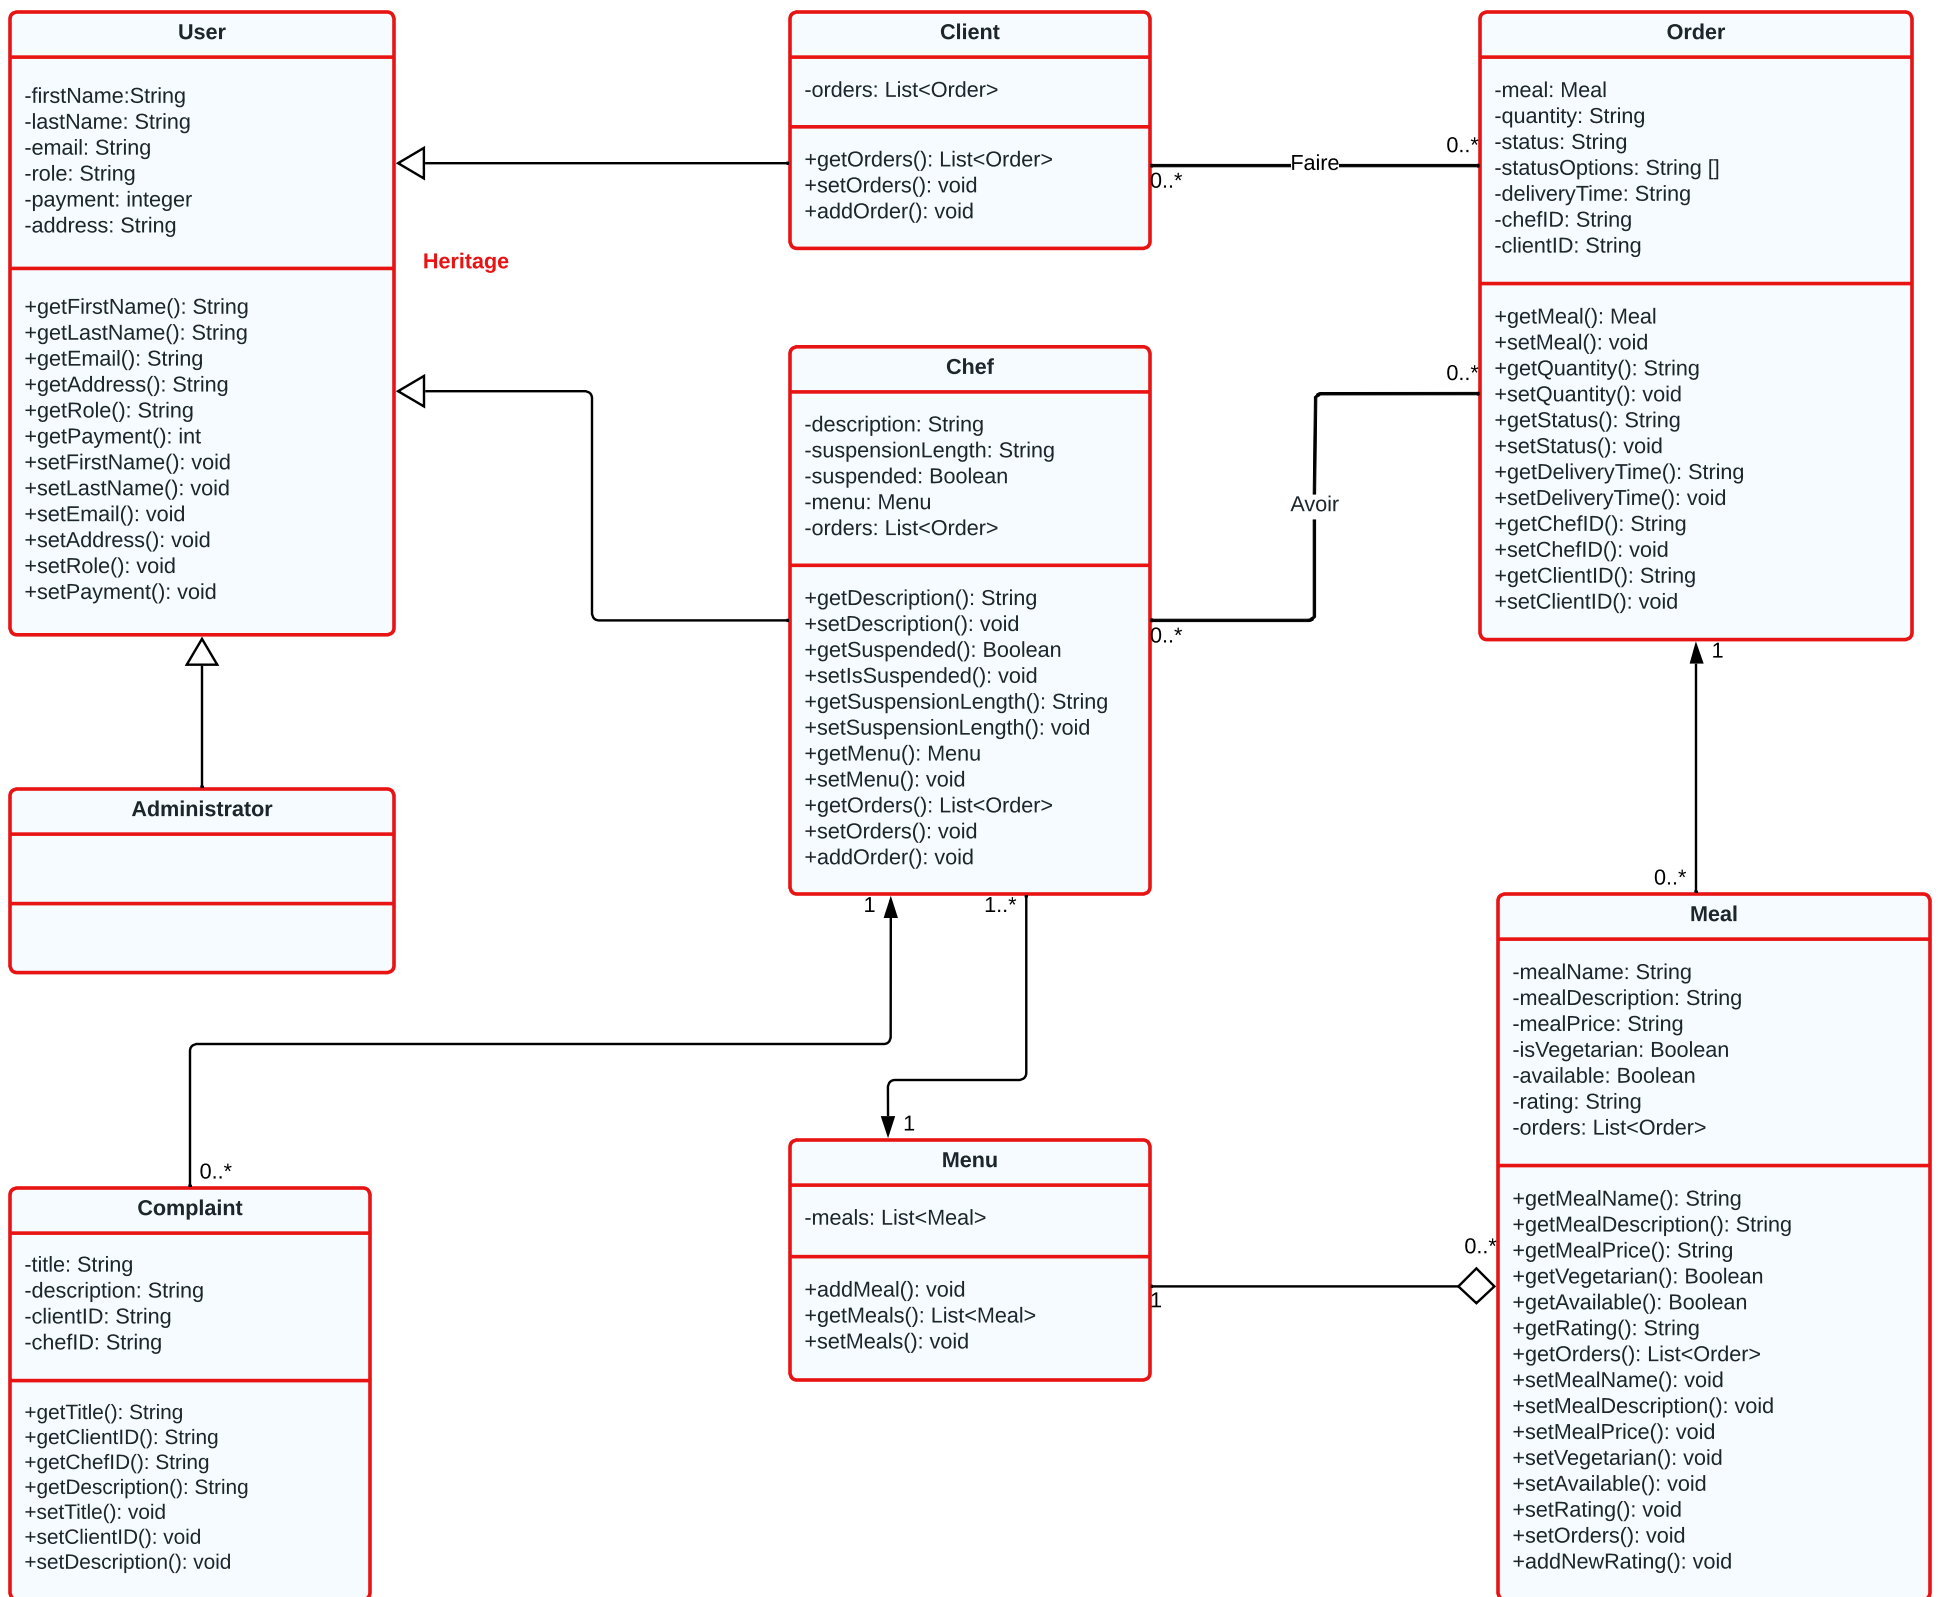 User
-firstName:String
-lastName: String
-email: String
-role: String
-payment: integer
-address: String
+getFirstName(): String
+getLastName(): String
+getEmail(): String
+getAddress(): String
+getRole(): String
+getPayment(): int
+setFirstName(): void
+setLastName(): void
+setEmail(): void
+setAddress(): void
+setRole(): void
+setPayment(): void
Heritage
Client
-orders: List<Order>
+getOrders(): List<Order>
+setOrders(): void
+addOrder(): void
0..*
Faire
0..*
Order
-meal: Meal
-quantity: String
-status: String
-statusOptions: String []
-deliveryTime: String
-chefID: String
-clientID: String
+getMeal(): Meal
+setMeal(): void
+getQuantity(): String
+setQuantity(): void
+getStatus(): String
+setStatus(): void
+getDeliveryTime(): String
+setDeliveryTime(): void
+getChefID(): String
+setChefID(): void
+getClientID(): String
+setClientID(): void
Chef
-description: String
-suspensionLength: String
-suspended: Boolean
-menu: Menu
-orders: List<Order>
+getDescription(): String
+setDescription(): void
+getSuspended(): Boolean
+setIsSuspended(): void
+getSuspensionLength(): String
+setSuspensionLength(): void
+getMenu(): Menu
+setMenu(): void
+getOrders(): List<Order>
+setOrders(): void
+addOrder(): void
0..*
Avoir
0..*
1
0..*
Administrator
1
1..*
0..*
1
Complaint
-title: String
-description: String
-clientID: String
-chefID: String
+getTitle(): String
+getClientID(): String
+getChefID(): String
+getDescription(): String
+setTitle(): void
+setClientID(): void
+setDescription(): void
Menu
-meals: List<Meal>
+addMeal(): void
+getMeals(): List<Meal>
+setMeals(): void
1
0..*
Meal
-mealName: String
-mealDescription: String
-mealPrice: String
-isVegetarian: Boolean
-available: Boolean
-rating: String
-orders: List<Order>
+getMealName(): String
+getMealDescription(): String
+getMealPrice(): String
+getVegetarian(): Boolean
+getAvailable(): Boolean
+getRating(): String
+getOrders(): List<Order>
+setMealName(): void
+setMealDescription(): void
+setMealPrice(): void
+setVegetarian(): void
+setAvailable(): void
+setRating(): void
+setOrders(): void
+addNewRating(): void